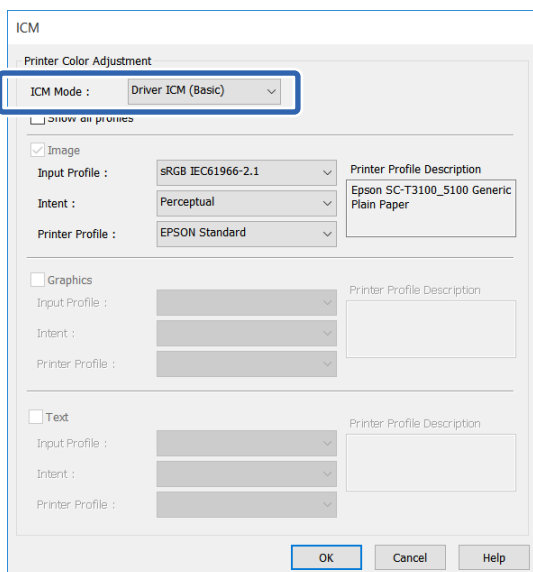 ICM
Printer Color Adjustment
ICM Mode : Driver ICM (Basic)
Show all profiles
Image
Input Profile : sRGB IEC61966-2.1
Intent : Perceptual
Printer Profile : EPSON Standard
Printer Profile Description
Epson SC-T3100_5100 Generic
Plain Paper
Graphics
Input Profile :
Intent :
Printer Profile :
Printer Profile Description
Text
Input Profile :
Intent :
Printer Profile :
Printer Profile Description
OK Cancel Help